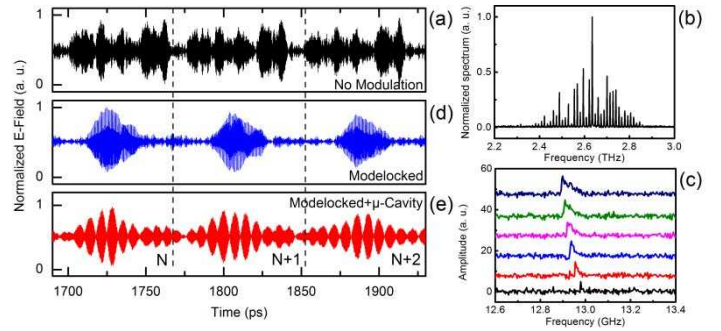 (a)
1
0
No Modulation
(d)
1
0
Modelocked
(e)
Modelocked+μ-Cavity
1
0
N
N+1
N+2
1700 1750 1800 1850 1900
Time (ps)
Normalized E-Field (a. u.)
(b)
1.0
0.5
0.0
2.2 2.4 2.6 2.8 3.0
Frequency (THz)
Normalized spectrum (a. u.)
(c)
60
40
20
0
12.6 12.8 13.0 13.2 13.4
Frequency (GHz)
Amplitude (a. u.)